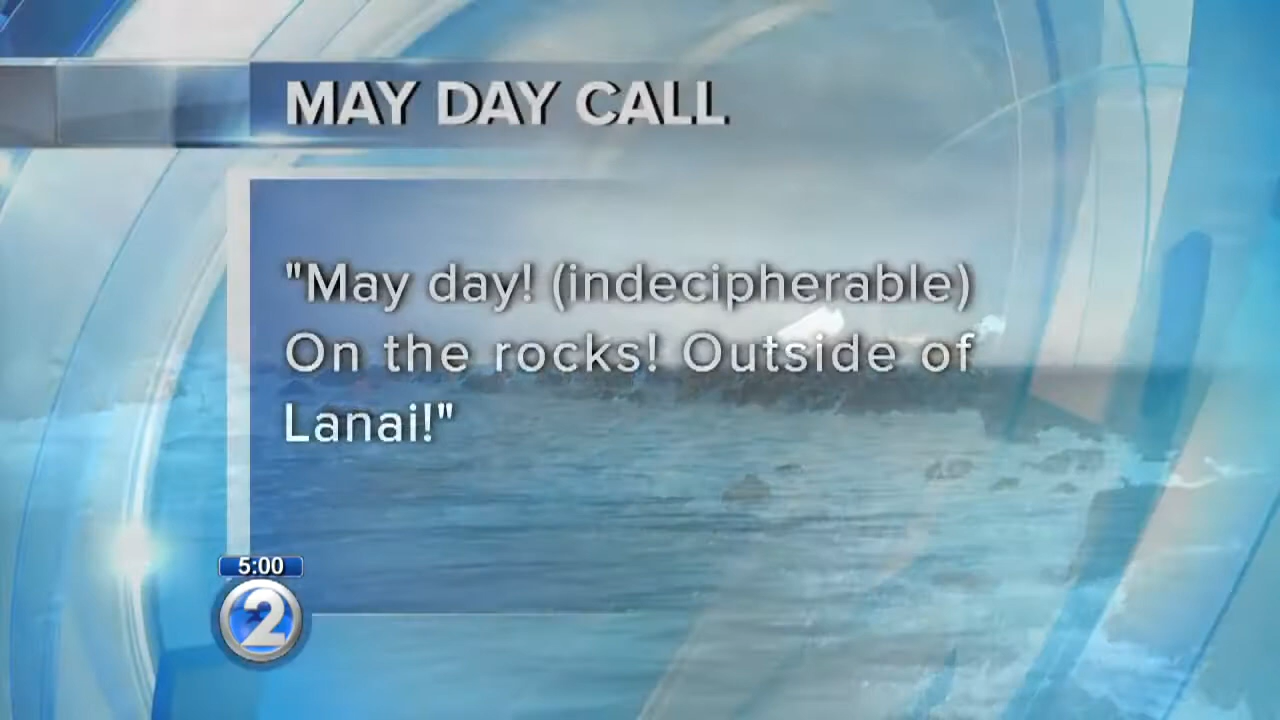 MAY DAY CALL
"May day! (indecipherable)
On the rocks! Outside of
Lanai!"
5:00
2